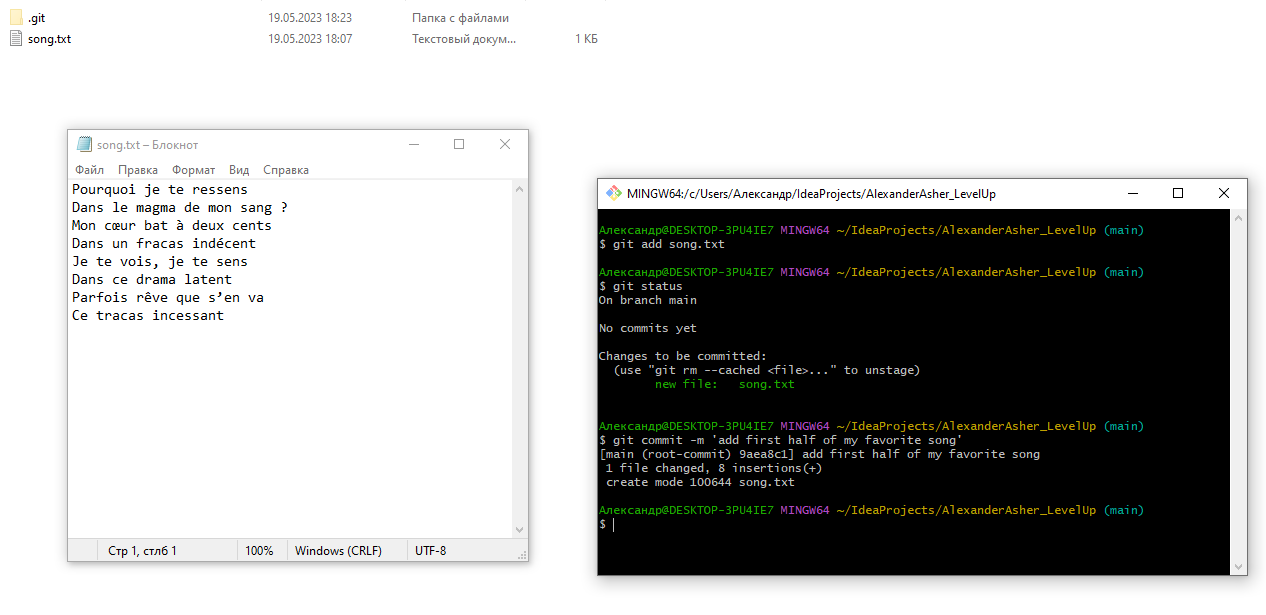 .git 19.05.2023 18:23 Папка с файлами
song.txt 19.05.2023 18:07 Текстовый докум... 1 КБ
song.txt – Блокнот
Файл Правка Формат Вид Справка
Pourquoi je te ressens
Dans le magma de mon sang ?
Mon cœur bat à deux cents
Dans un fracas indécent
Je te vois, je te sens
Dans ce drama latent
Parfois rêve que s’en va
Ce tracas incessant
Стр 1, стлб 1 100% Windows (CRLF) UTF-8
MINGW64:/c/Users/Александр/IdeaProjects/AlexanderAsher_LevelUp
Александр@DESKTOP-3PU4IE7 MINGW64 ~/IdeaProjects/AlexanderAsher_LevelUp (main)
$ git add song.txt
Александр@DESKTOP-3PU4IE7 MINGW64 ~/IdeaProjects/AlexanderAsher_LevelUp (main)
$ git status
On branch main
No commits yet
Changes to be committed:
(use "git rm --cached <file>..." to unstage)
new file: song.txt
Александр@DESKTOP-3PU4IE7 MINGW64 ~/IdeaProjects/AlexanderAsher_LevelUp (main)
$ git commit -m 'add first half of my favorite song'
[main (root-commit) 9aea8c1] add first half of my favorite song
1 file changed, 8 insertions(+)
create mode 100644 song.txt
Александр@DESKTOP-3PU4IE7 MINGW64 ~/IdeaProjects/AlexanderAsher_LevelUp (main)
$